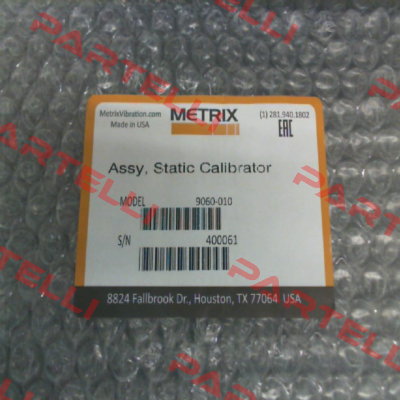 MetrixVibration.com
Made in USA
METRIX
(1) 281.940.1802
EAC
Assy, Static Calibrator
MODEL 9060-010
S/N 400061
8824 Fallbrook Dr., Houston, TX 77064 USA
PARTELLI
PARTELLI
PARTELLI
PARTELLI
PARTELLI